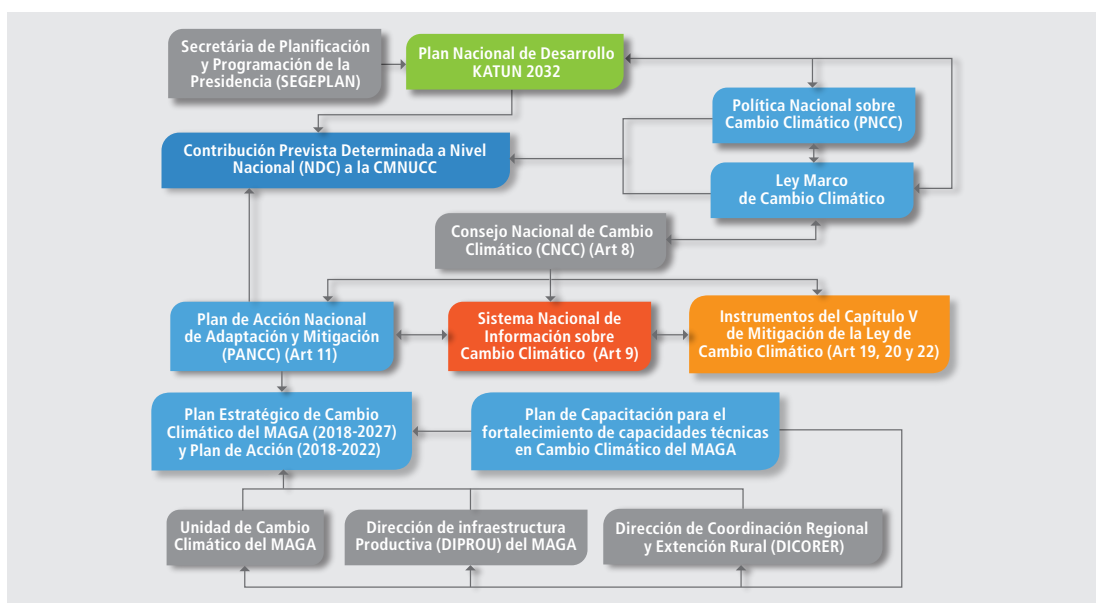 Secretária de Planificación
y Programación de la
Presidencia (SEGEPLAN)
Plan Nacional de Desarrollo
KATUN 2032
Política Nacional sobre
Cambio Climático (PNCC)
Contribución Prevista Determinada a Nivel
Nacional (NDC) a la CMNUCC
Ley Marco
de Cambio Climático
Consejo Nacional de Cambio
Climático (CNCC) (Art 8)
Plan de Acción Nacional
de Adaptación y Mitigación
(PANCC) (Art 11)
Sistema Nacional de
Información sobre
Cambio Climático (Art 9)
Instrumentos del Capítulo V
de Mitigación de la Ley de
Cambio Climático (Art 19, 20 y 22)
Plan Estratégico de Cambio
Climático del MAGA (2018-2027)
y Plan de Acción (2018-2022)
Plan de Capacitación para el
fortalecimiento de capacidades técnicas
en Cambio Climático del MAGA
Unidad de Cambio
Climático del MAGA
Dirección de infraestructura
Productiva (DIPROU) del MAGA
Dirección de Coordinación Regional
y Extención Rural (DICORER)